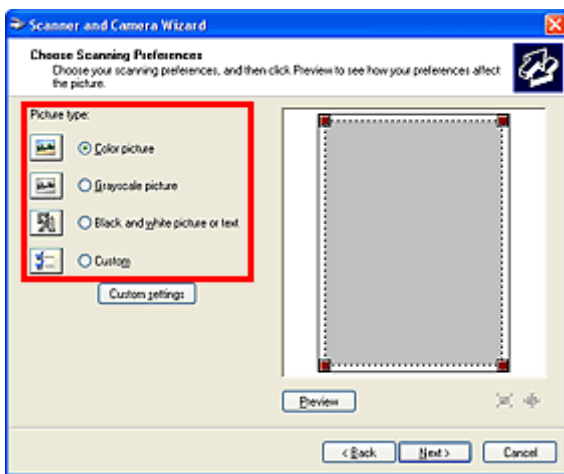 Scanner and Camera Wizard
Choose Scanning Preferences
Choose your scanning preferences, and then click Preview to see how your preferences affect
the picture.
Picture type:
Color picture
Grayscale picture
Black and white picture or text
Custom
Custom settings
Preview
< Back
Next >
Cancel